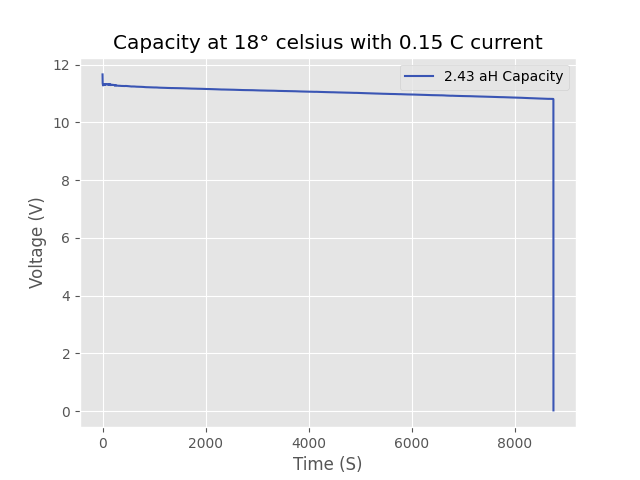 Capacity at 18° celsius with 0.15 C current
2.43 aH Capacity
12
10
8
6
4
2
0
Voltage (V)
0 2000 4000 6000 8000
Time (S)